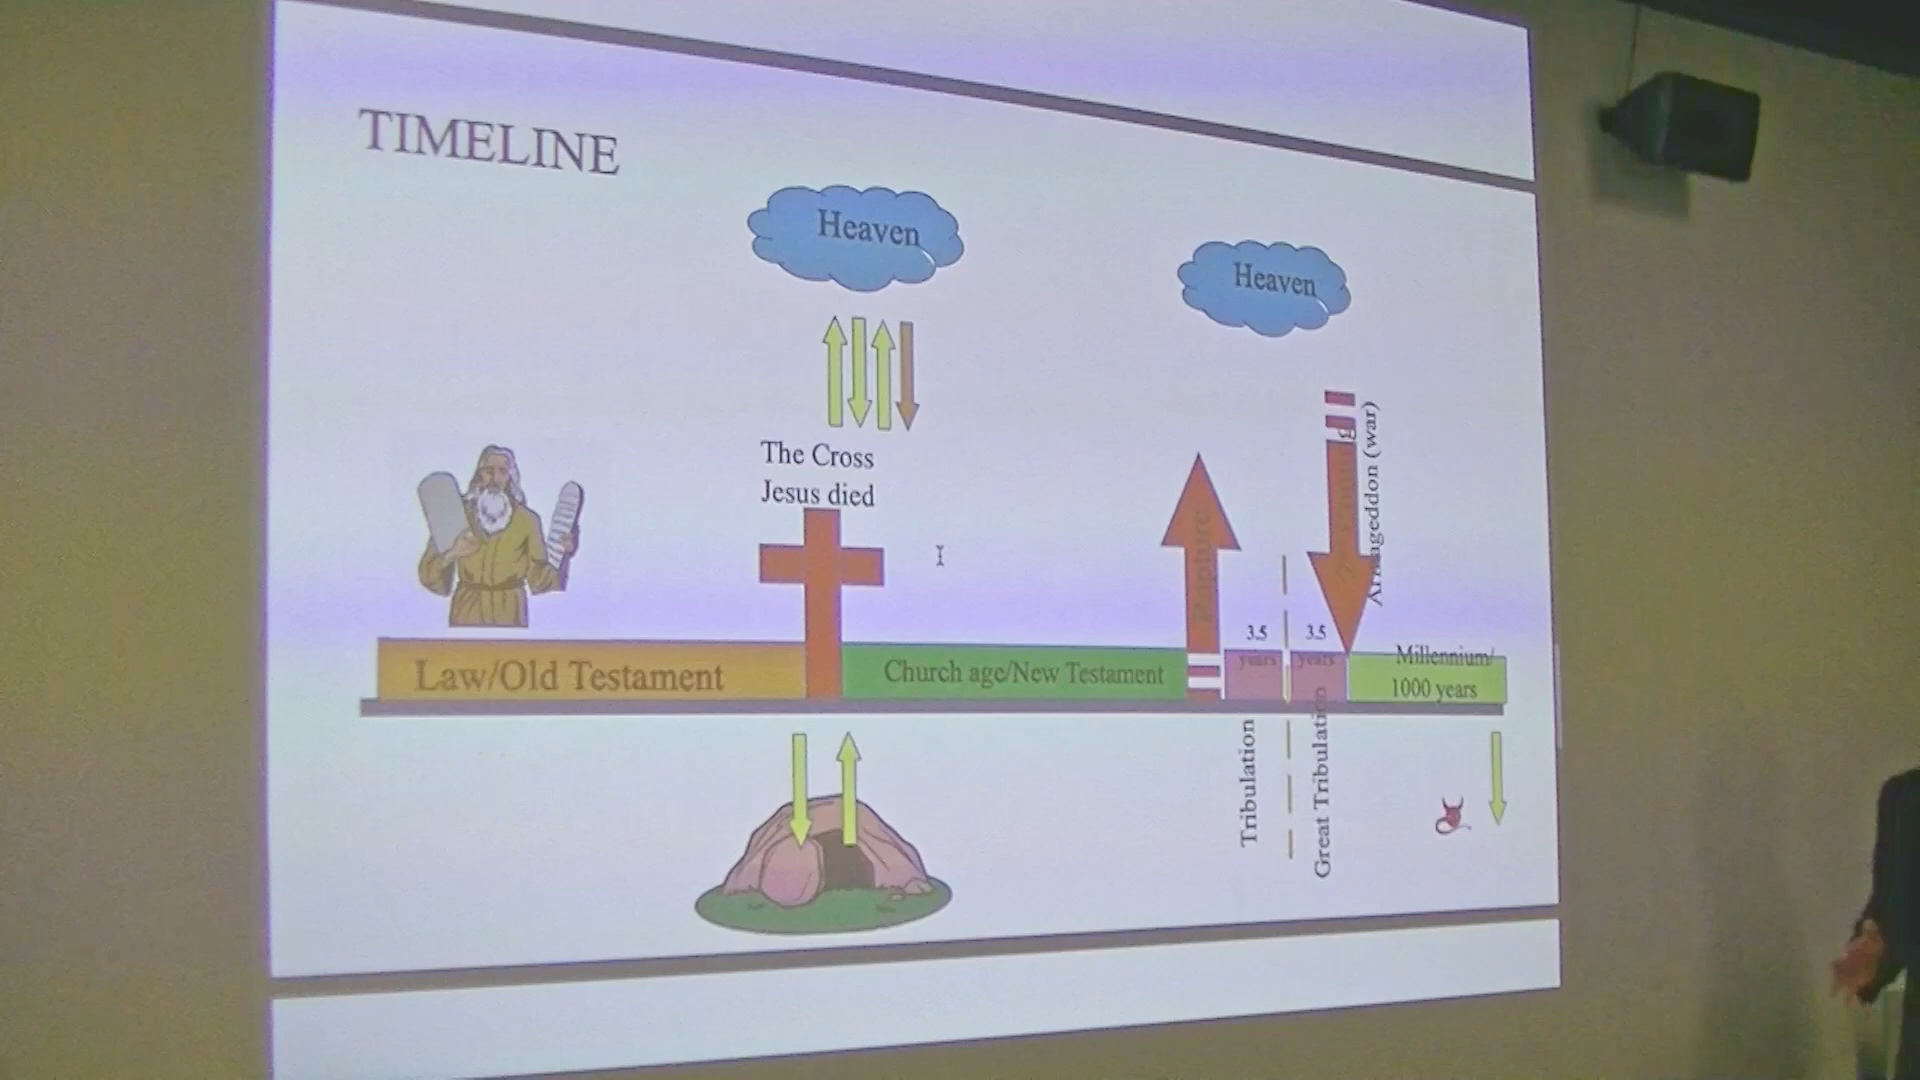 TIMELINE
Heaven
Heaven
The Cross
Jesus died
Rapture
Armageddon (war)
Law/Old Testament
Church age/New Testament
3.5
years
3.5
years
Millennium/
1000 years
Tribulation
Great Tribulation